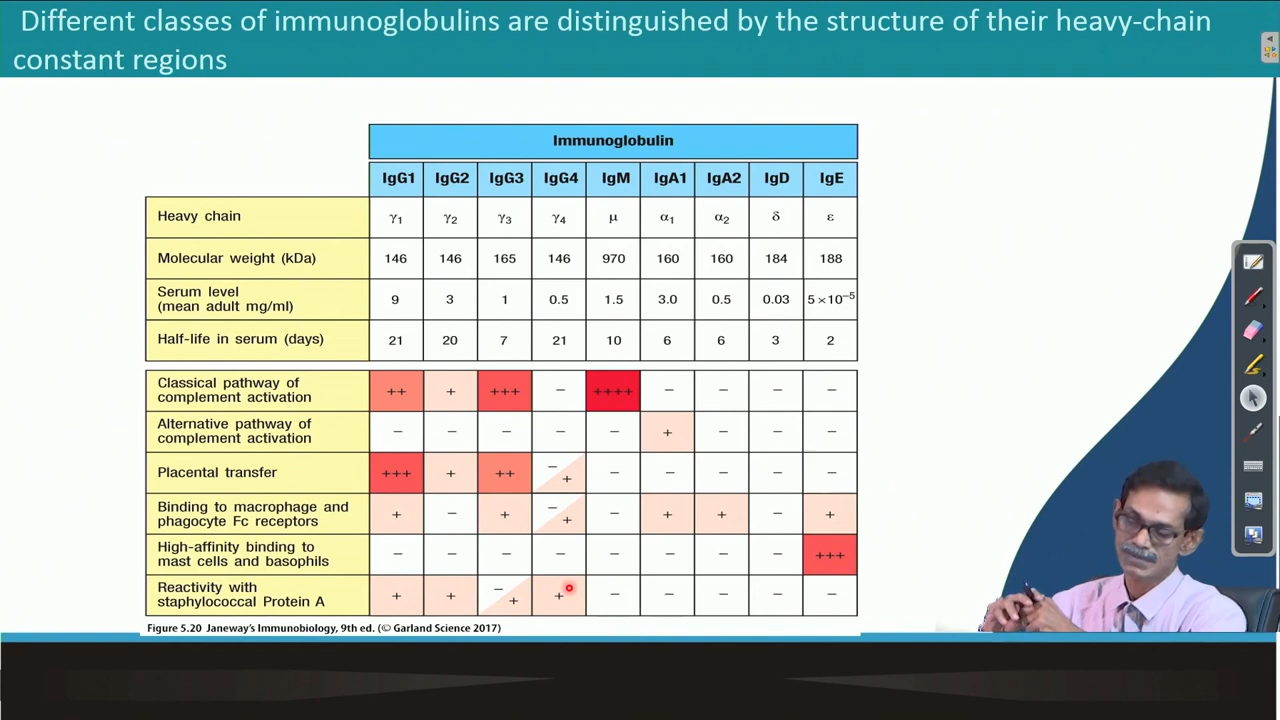 Different classes of immunoglobulins are distinguished by the structure of their heavy-chain
constant regions
Immunoglobulin
IgG1 IgG2 IgG3 IgG4 IgM IgA1 IgA2 IgD IgE
Heavy chain γ1 γ2 γ3 γ4 μ α1 α2 δ ε
Molecular weight (kDa) 146 146 165 146 970 160 160 184 188
Serum level
(mean adult mg/ml) 9 3 1 0.5 1.5 3.0 0.5 0.03 5×10⁻⁵
Half-life in serum (days) 21 20 7 21 10 6 6 3 2
Classical pathway of
complement activation ++ + +++ – ++++ – – – –
Alternative pathway of
complement activation – – – – – + – – –
Placental transfer +++ + ++ – + – – – – –
Binding to macrophage and
phagocyte Fc receptors + – + – + – + + – +
High-affinity binding to
mast cells and basophils – – – – – – – – +++
Reactivity with
staphylococcal Protein A + + – + + – – – – –
Figure 5.20 Janeway's Immunobiology, 9th ed. (© Garland Science 2017)